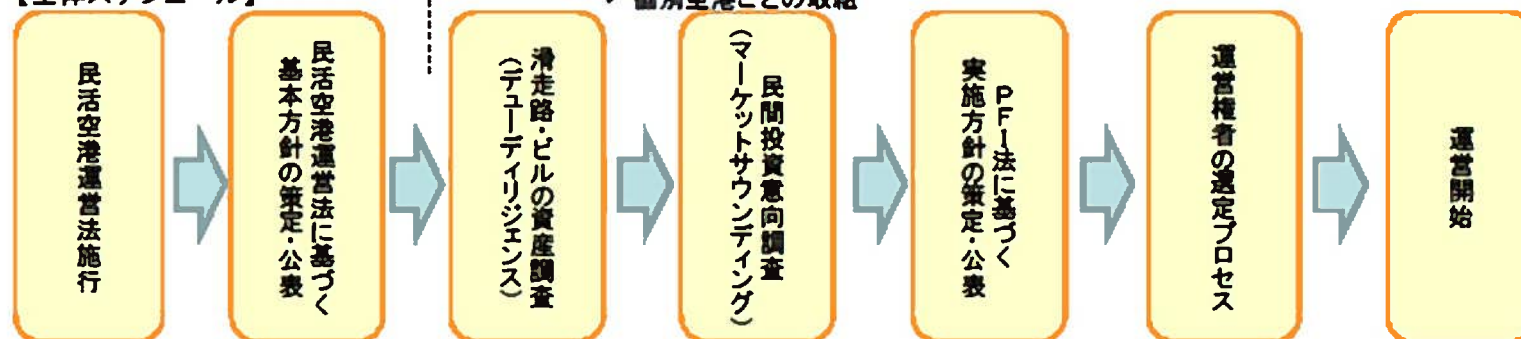 民活空港運営法施行
民活空港運営法に基づく
基本方針の策定・公表
滑走路・ビルの資産調査
（デューディリジェンス）
民間投資意向調査
（マーケットサウンディング）
ＰＦＩ法に基づく
実施方針の策定・公表
運営権者の選定プロセス
運営開始